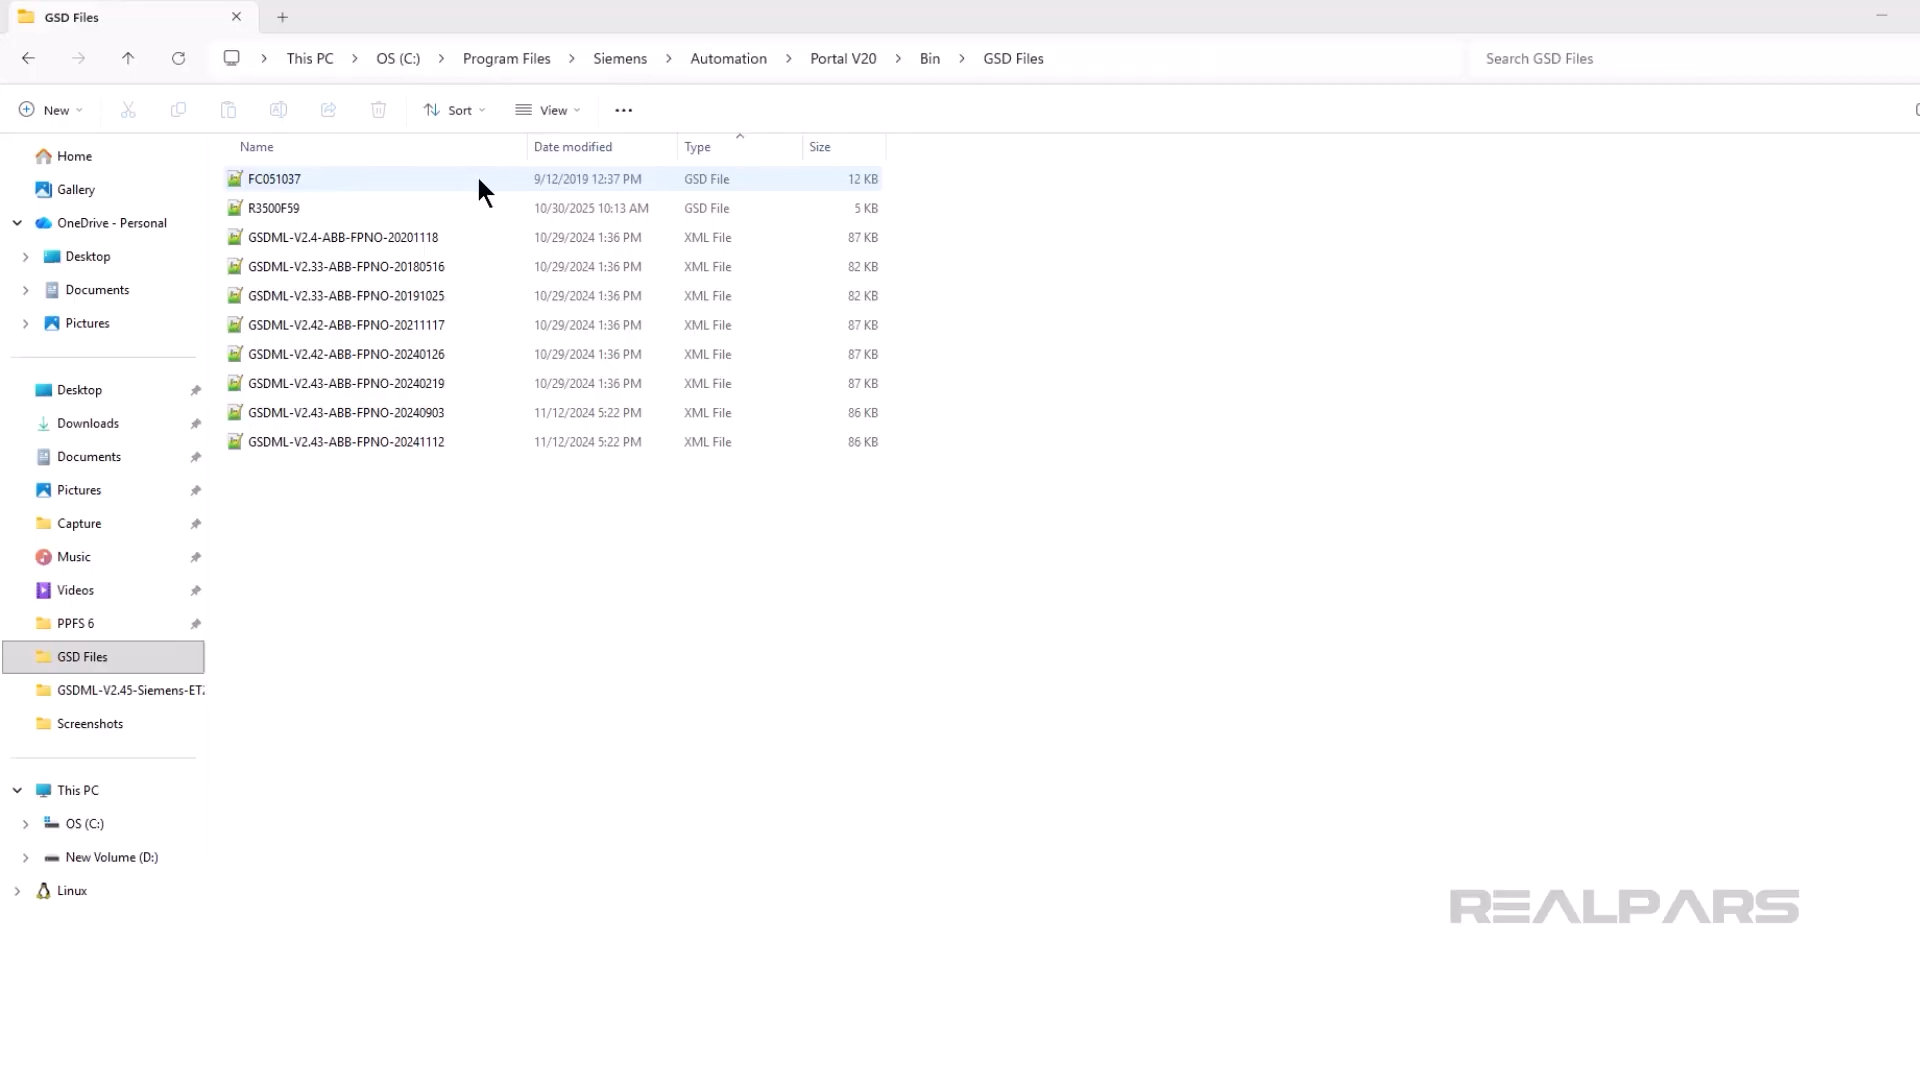 GSD Files
This PC > OS (C:) > Program Files > Siemens > Automation > Portal V20 > Bin > GSD Files
Search GSD Files
New Sort View
Name Date modified Type Size
FC051037 9/12/2019 12:37 PM GSD File 12 KB
R3500F59 10/30/2025 10:13 AM GSD File 5 KB
GSDML-V2.4-ABB-FPNO-20201118 10/29/2024 1:36 PM XML File 87 KB
GSDML-V2.33-ABB-FPNO-20180516 10/29/2024 1:36 PM XML File 82 KB
GSDML-V2.33-ABB-FPNO-20191025 10/29/2024 1:36 PM XML File 82 KB
GSDML-V2.42-ABB-FPNO-20211117 10/29/2024 1:36 PM XML File 87 KB
GSDML-V2.42-ABB-FPNO-20240126 10/29/2024 1:36 PM XML File 87 KB
GSDML-V2.43-ABB-FPNO-20240219 10/29/2024 1:36 PM XML File 87 KB
GSDML-V2.43-ABB-FPNO-20240903 11/12/2024 5:22 PM XML File 86 KB
GSDML-V2.43-ABB-FPNO-20241112 11/12/2024 5:22 PM XML File 86 KB
Home
Gallery
OneDrive - Personal
Desktop
Documents
Pictures
Desktop
Downloads
Documents
Pictures
Capture
Music
Videos
PPFS 6
GSD Files
GSDML-V2.45-Siemens-ET
Screenshots
This PC
OS (C:)
New Volume (D:)
Linux
REALPARS